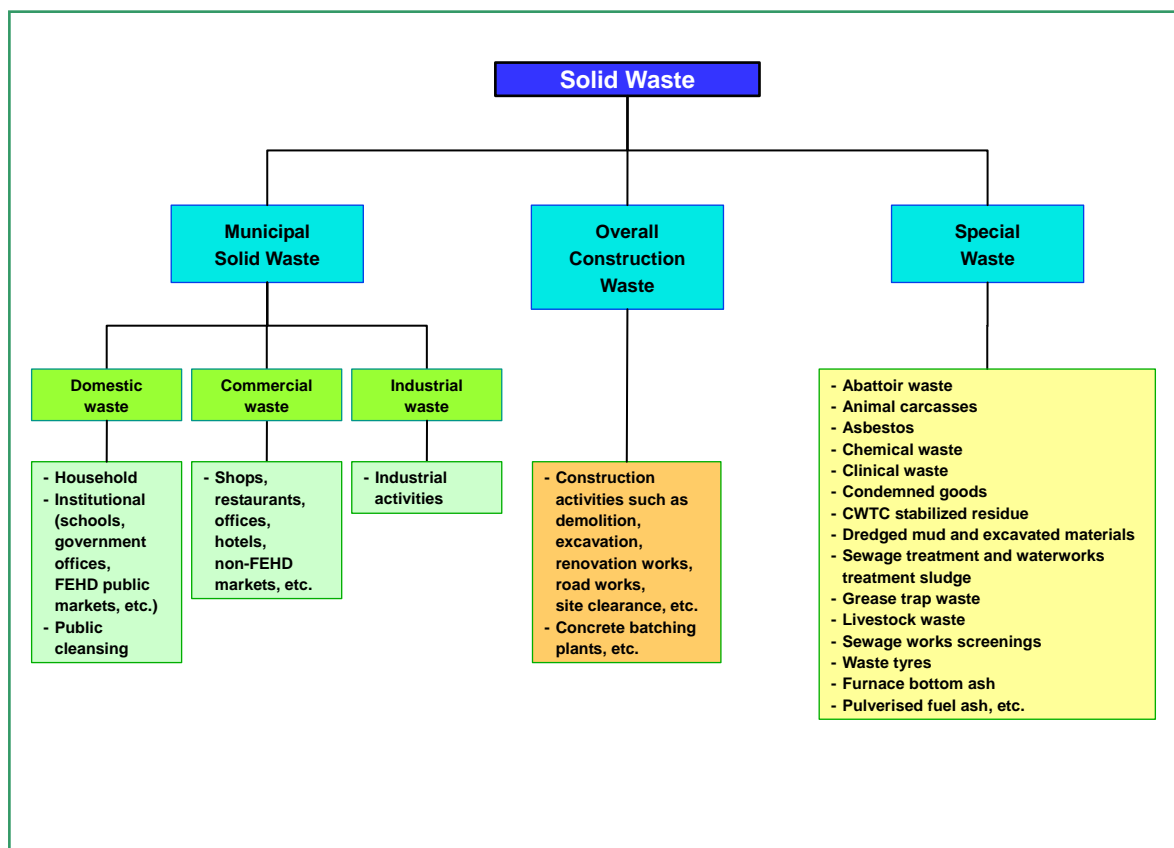 Solid Waste
Municipal
Solid Waste
Overall
Construction
Waste
Special
Waste
Domestic
waste
Commercial
waste
Industrial
waste
- Household
- Institutional
(schools,
government
offices,
FEHD public
markets, etc.)
- Public
cleansing
- Shops,
restaurants,
offices,
hotels,
non-FEHD
markets, etc.
- Industrial
activities
- Construction
activities such as
demolition,
excavation,
renovation works,
road works,
site clearance, etc.
- Concrete batching
plants, etc.
- Abattoir waste
- Animal carcasses
- Asbestos
- Chemical waste
- Clinical waste
- Condemned goods
- CWTC stabilized residue
- Dredged mud and excavated materials
- Sewage treatment and waterworks
treatment sludge
- Grease trap waste
- Livestock waste
- Sewage works screenings
- Waste tyres
- Furnace bottom ash
- Pulverised fuel ash, etc.